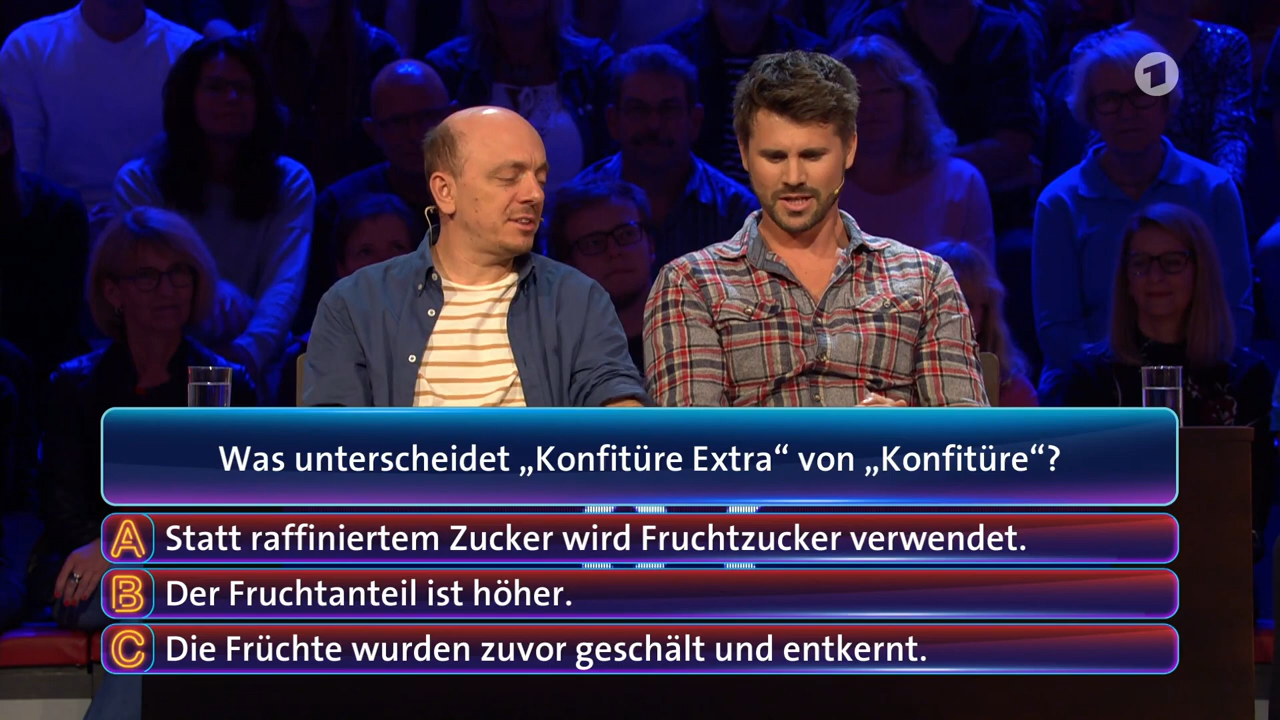 1
Was unterscheidet „Konfitüre Extra“ von „Konfitüre“?
A Statt raffiniertem Zucker wird Fruchtzucker verwendet.
B Der Fruchtanteil ist höher.
C Die Früchte wurden zuvor geschält und entkernt.